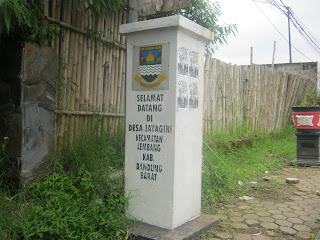 SELAMAT
DATANG
DI
DESA JAYAGIRI
KECAMATAN
LEMBANG
KAB.
BANDUNG
BARAT